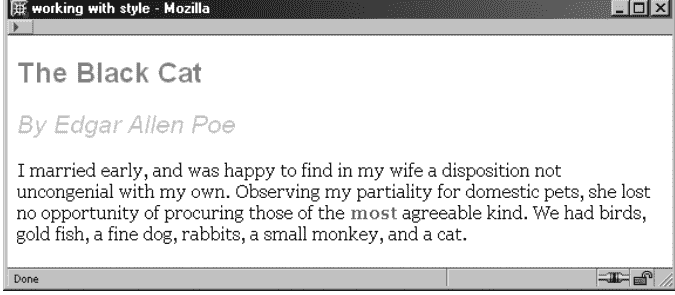 working with style - Mozilla
The Black Cat
By Edgar Allen Poe
I married early, and was happy to find in my wife a disposition not
uncongenial with my own. Observing my partiality for domestic pets, she lost
no opportunity of procuring those of the most agreeable kind. We had birds,
gold fish, a fine dog, rabbits, a small monkey, and a cat.
Done